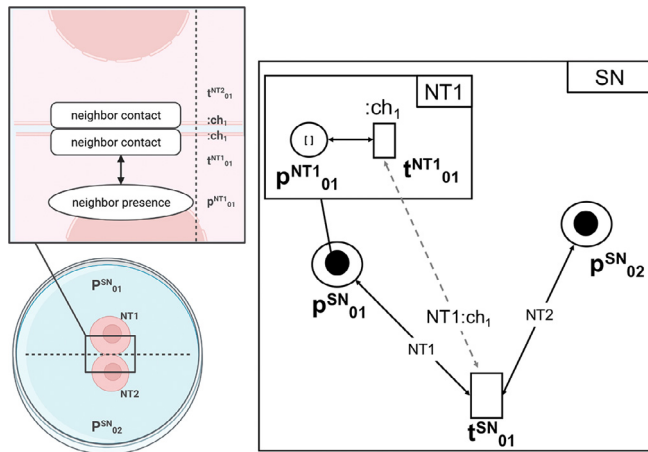 t^NT2_01
neighbor contact
:ch₁
neighbor contact
:ch₁
t^NT1_01
neighbor presence
p^NT1_01
P^SN_01
NT1
NT2
P^SN_02
SN
NT1
:ch₁
[]
p^NT1_01
t^NT1_01
p^SN_01
p^SN_02
NT1:ch₁
NT1
NT2
t^SN_01